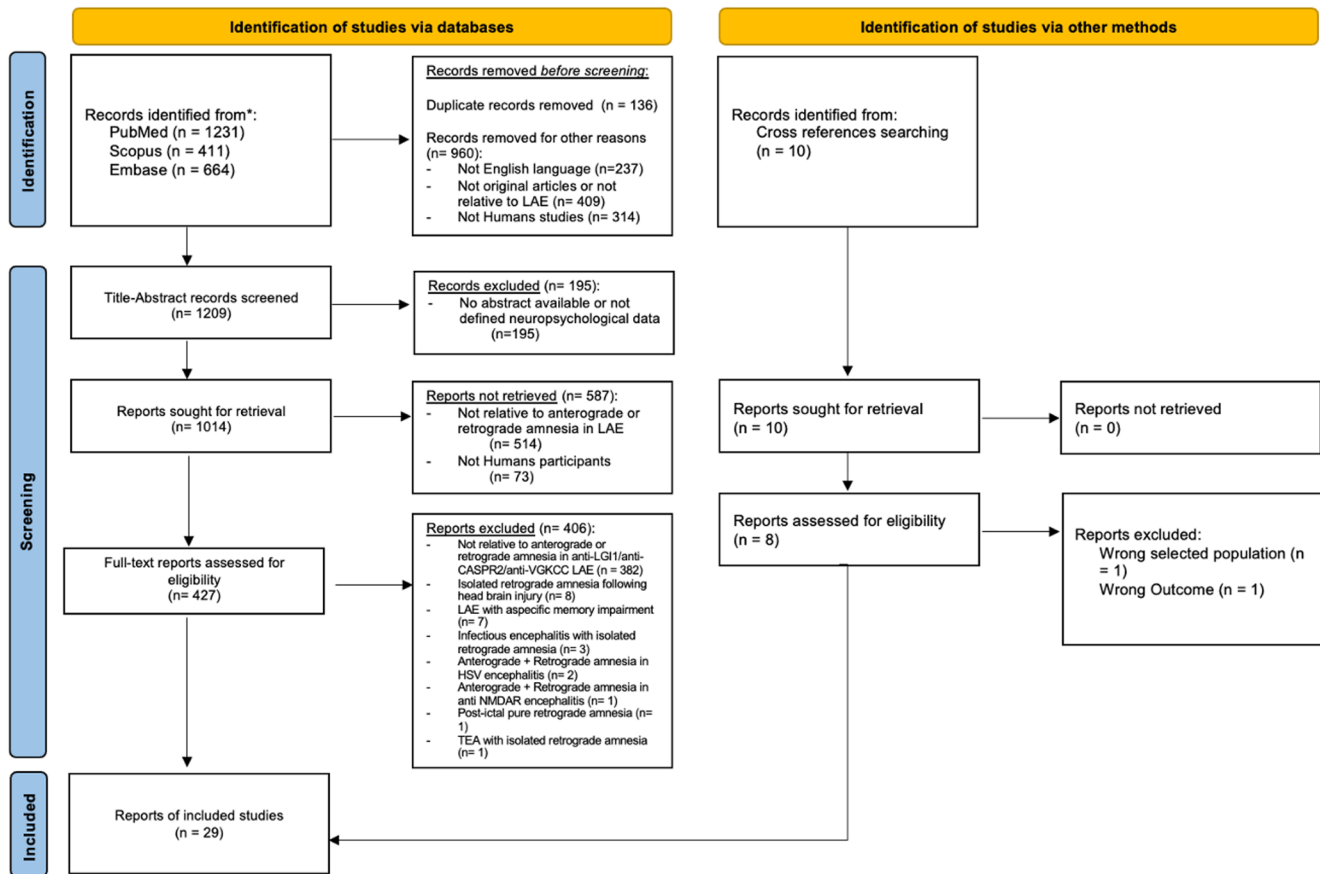 Identification of studies via databases
Identification of studies via other methods
Identification
Records identified from*:
PubMed (n = 1231)
Scopus (n = 411)
Embase (n = 664)
Records removed before screening:
Duplicate records removed (n = 136)
Records removed for other reasons
(n= 960):
- Not English language (n=237)
- Not original articles or not
relative to LAE (n= 409)
- Not Humans studies (n= 314)
Records identified from:
Cross references searching
(n = 10)
Screening
Title-Abstract records screened
(n= 1209)
Records excluded (n= 195):
- No abstract available or not
defined neuropsychological data
(n=195)
Reports sought for retrieval
(n= 1014)
Reports not retrieved (n= 587):
- Not relative to anterograde or
retrograde amnesia in LAE
(n= 514)
- Not Humans participants
(n= 73)
Reports sought for retrieval
(n = 10)
Reports not retrieved
(n = 0)
Full-text reports assessed for
eligibility
(n= 427)
Reports excluded (n= 406):
- Not relative to anterograde or
retrograde amnesia in anti-LGI1/anti-
CASPR2/anti-VGKCC LAE (n= 382)
- Isolated retrograde amnesia following
head brain injury (n= 8)
- LAE with aspecific memory impairment
(n= 7)
- Infectious encephalitis with isolated
retrograde amnesia (n= 3)
- Anterograde + Retrograde amnesia in
HSV encephalitis (n= 2)
- Anterograde + Retrograde amnesia in
anti NMDAR encephalitis (n= 1)
- Post-ictal pure retrograde amnesia (n=
1)
- TEA with isolated retrograde amnesia
(n= 1)
Reports assessed for eligibility
(n = 8)
Reports excluded:
Wrong selected population (n
= 1)
Wrong Outcome (n = 1)
Included
Reports of included studies
(n = 29)